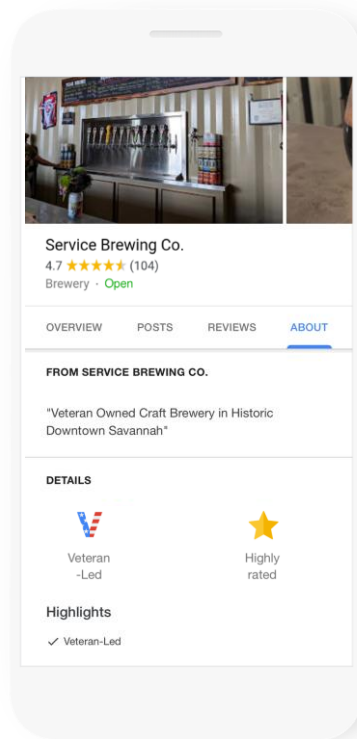 Service Brewing Co.
4.7 ★★★★★ (104)
Brewery · Open
OVERVIEW POSTS REVIEWS ABOUT
FROM SERVICE BREWING CO.
"Veteran Owned Craft Brewery in Historic
Downtown Savannah"
DETAILS
Veteran
-Led
Highly
rated
Highlights
✓ Veteran-Led